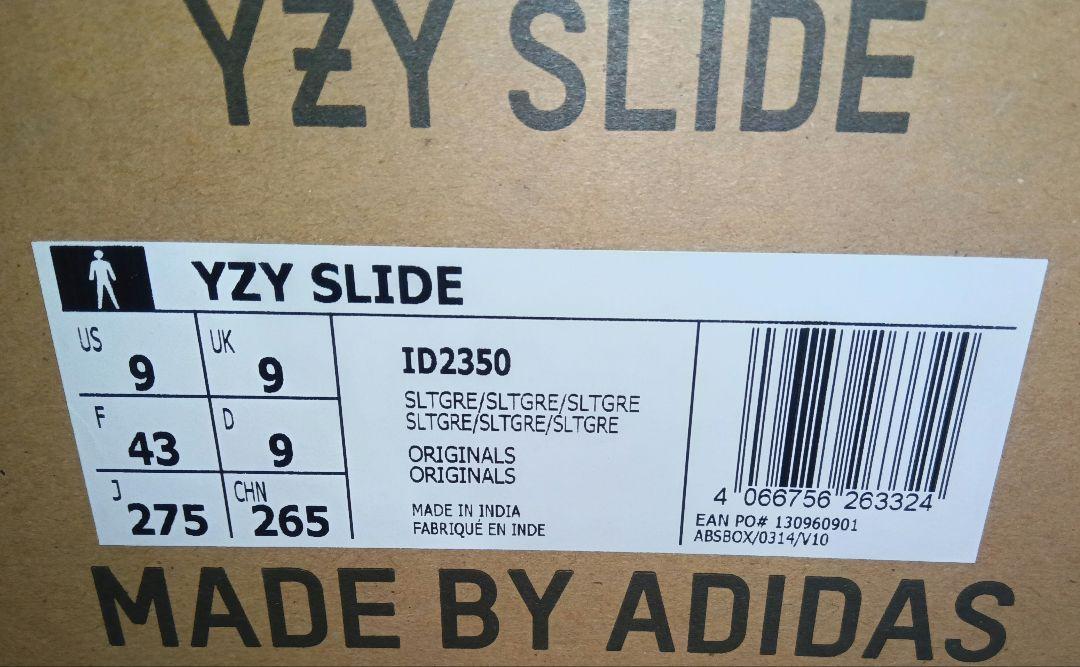 YZY SLIDE
YZY SLIDE
US 9 UK 9
F 43 D 9
J 275 CHN 265
ID2350
SLTGRE/SLTGRE/SLTGRE
SLTGRE/SLTGRE/SLTGRE
ORIGINALS
ORIGINALS
MADE IN INDIA
FABRIQUÉ EN INDE
4 066756 263324
EAN PO# 130960901
ABSBOX/0314/V10
MADE BY ADIDAS